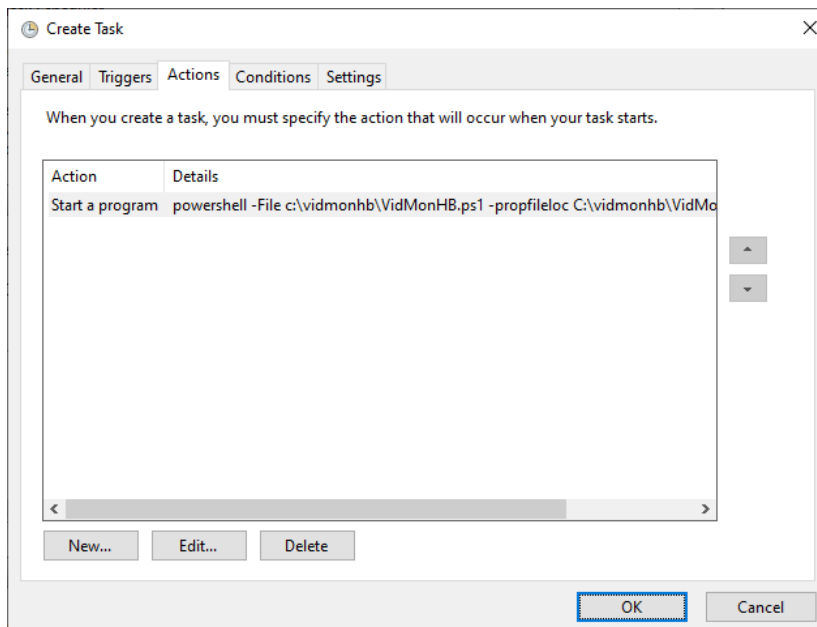 Create Task
General Triggers Actions Conditions Settings
When you create a task, you must specify the action that will occur when your task starts.
Action Details
Start a program powershell -File c:\vidmonhb\VidMonHB.ps1 -propfileloc C:\vidmonhb\VidMo
New... Edit... Delete
OK Cancel